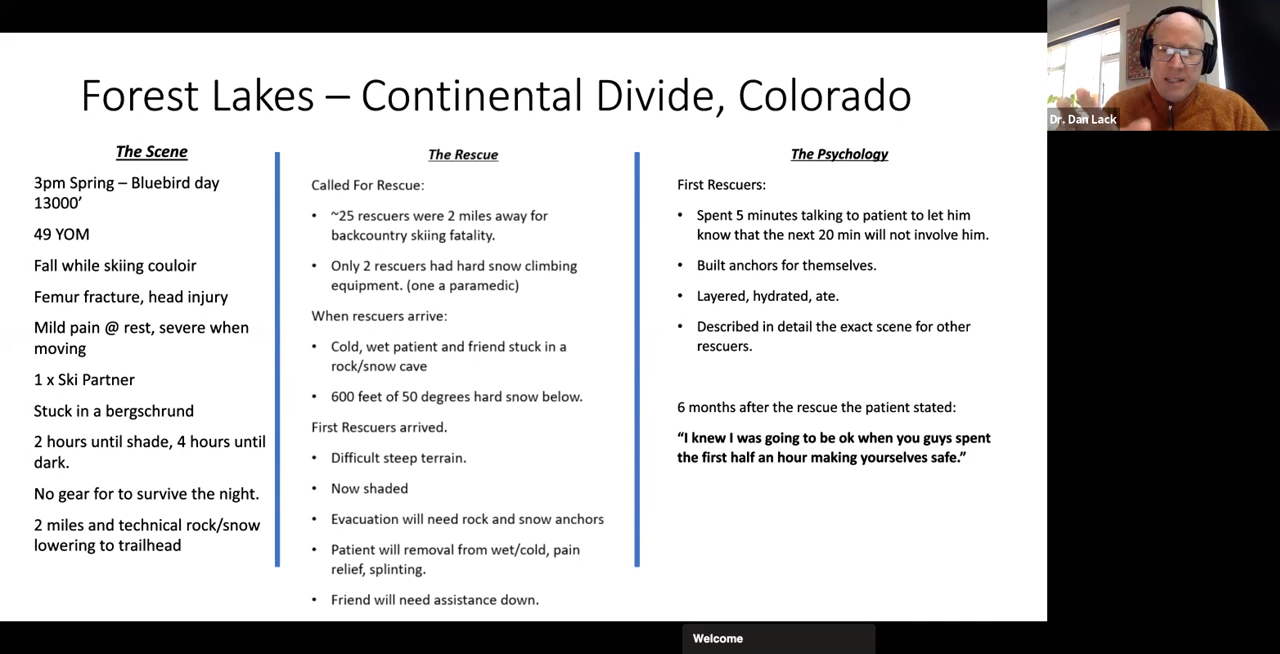 Forest Lakes – Continental Divide, Colorado
The Scene
3pm Spring – Bluebird day
13000’
49 YOM
Fall while skiing couloir
Femur fracture, head injury
Mild pain @ rest, severe when
moving
1 x Ski Partner
Stuck in a bergschrund
2 hours until shade, 4 hours until
dark.
No gear for to survive the night.
2 miles and technical rock/snow
lowering to trailhead
The Rescue
Called For Rescue:
• ~25 rescuers were 2 miles away for
backcountry skiing fatality.
• Only 2 rescuers had hard snow climbing
equipment. (one a paramedic)
When rescuers arrive:
• Cold, wet patient and friend stuck in a
rock/snow cave
• 600 feet of 50 degrees hard snow below.
First Rescuers arrived.
• Difficult steep terrain.
• Now shaded
• Evacuation will need rock and snow anchors
• Patient will removal from wet/cold, pain
relief, splinting.
• Friend will need assistance down.
The Psychology
First Rescuers:
• Spent 5 minutes talking to patient to let him
know that the next 20 min will not involve him.
• Built anchors for themselves.
• Layered, hydrated, ate.
• Described in detail the exact scene for other
rescuers.
6 months after the rescue the patient stated:
“I knew I was going to be ok when you guys spent
the first half an hour making yourselves safe.”
Dr. Dan Lack
Welcome